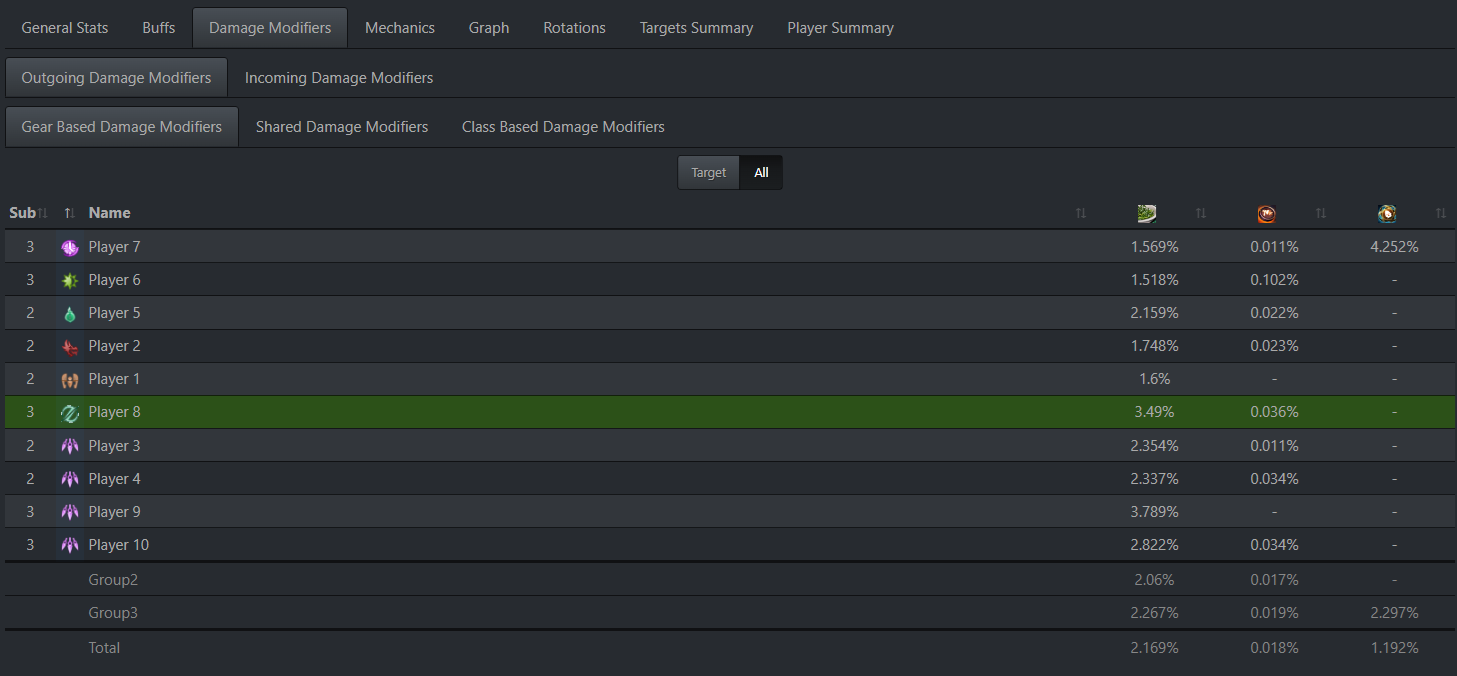 General Stats Buffs Damage Modifiers Mechanics Graph Rotations Targets Summary Player Summary
Outgoing Damage Modifiers Incoming Damage Modifiers
Gear Based Damage Modifiers Shared Damage Modifiers Class Based Damage Modifiers
Target All
Sub Name
3 Player 7 1.569% 0.011% 4.252%
3 Player 6 1.518% 0.102% -
2 Player 5 2.159% 0.022% -
2 Player 2 1.748% 0.023% -
2 Player 1 1.6% - -
3 Player 8 3.49% 0.036% -
2 Player 3 2.354% 0.011% -
2 Player 4 2.337% 0.034% -
3 Player 9 3.789% - -
3 Player 10 2.822% 0.034% -
Group2 2.06% 0.017% -
Group3 2.267% 0.019% 2.297%
Total 2.169% 0.018% 1.192%